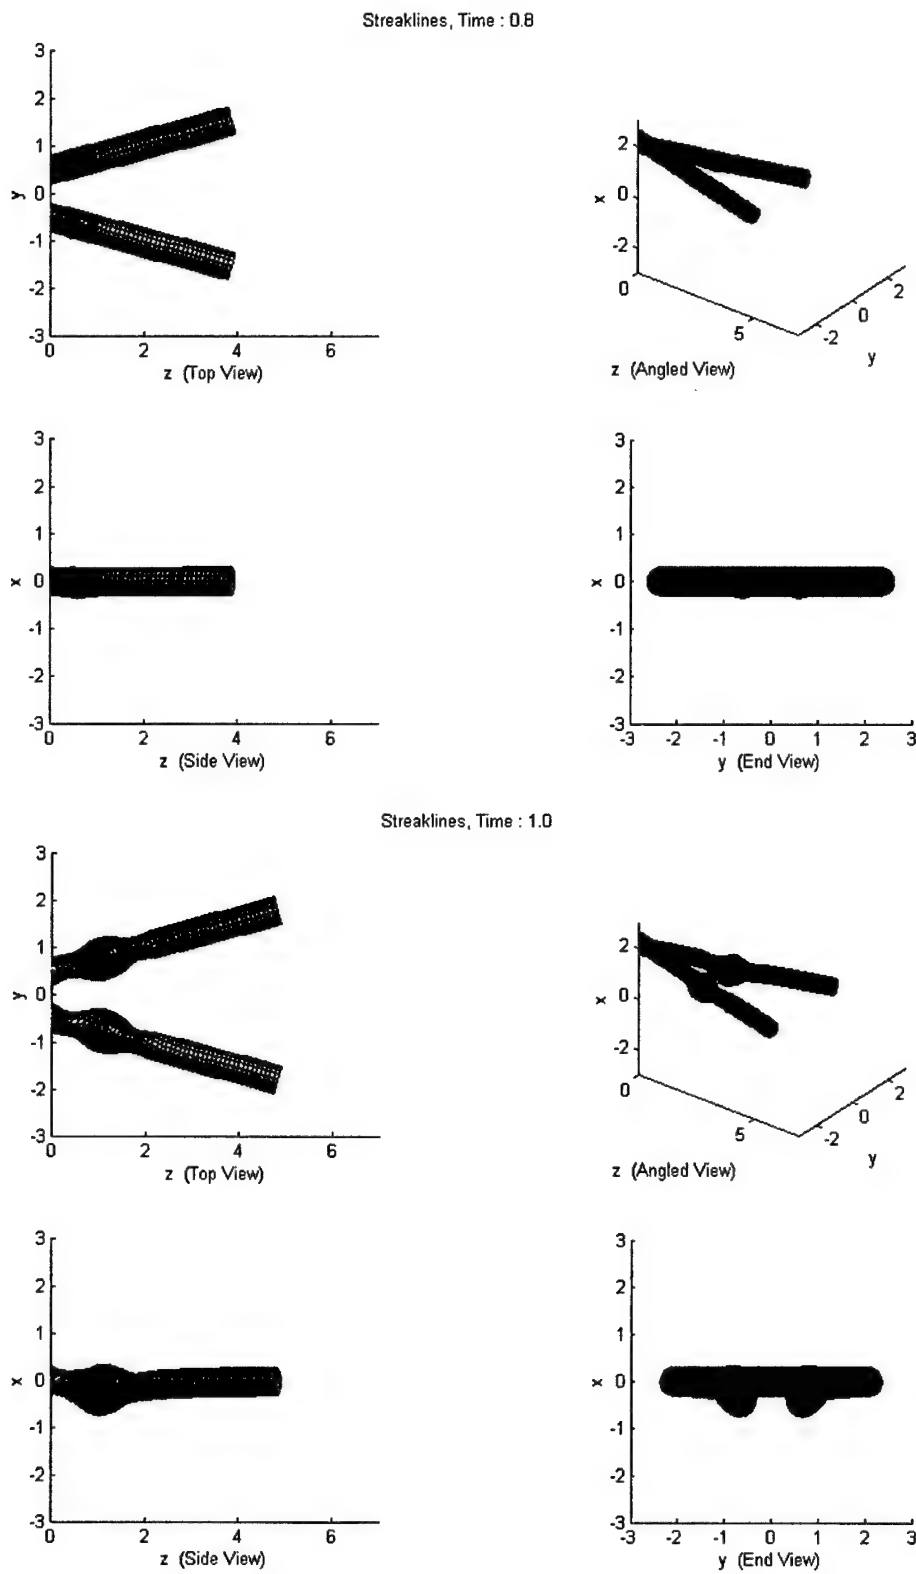 Streaklines, Time : 0.8
3
2
1
y 0
-1
-2
-3
0 2 4 6
z (Top View)
2
x 0
-2
0
5
-2 0 2
y
z (Angled View)
3
2
1
x 0
-1
-2
-3
0 2 4 6
z (Side View)
3
2
1
x 0
-1
-2
-3
-3 -2 -1 0 1 2 3
y (End View)
Streaklines, Time : 1.0
3
2
1
y 0
-1
-2
-3
0 2 4 6
z (Top View)
2
x 0
-2
0
5
-2 0 2
y
z (Angled View)
3
2
1
x 0
-1
-2
-3
0 2 4 6
z (Side View)
3
2
1
x 0
-1
-2
-3
-3 -2 -1 0 1 2 3
y (End View)